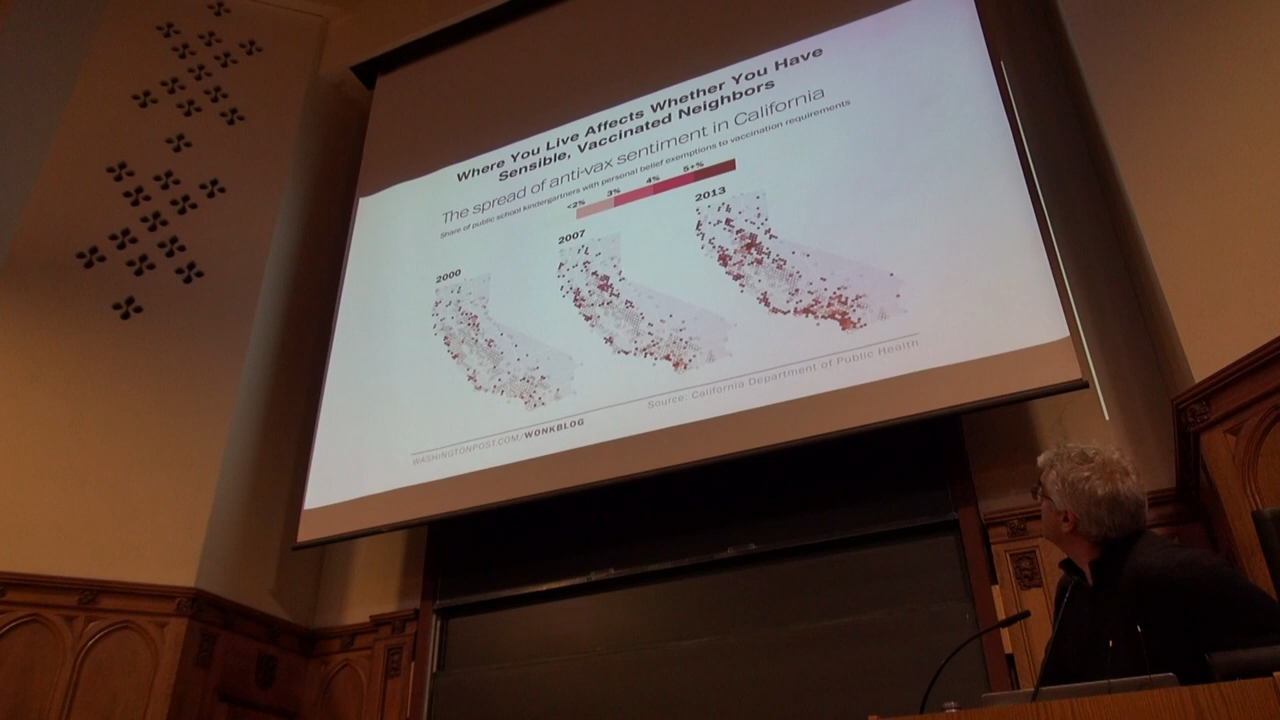 Where You Live Affects Whether You Have
Sensible, Vaccinated Neighbors
The spread of anti-vax sentiment in California
Share of public school kindergartners with personal belief exemptions to vaccination requirements
<2% 3% 4% 5+%
2000
2007
2013
Source: California Department of Public Health
WASHINGTONPOST.COM/WONKBLOG